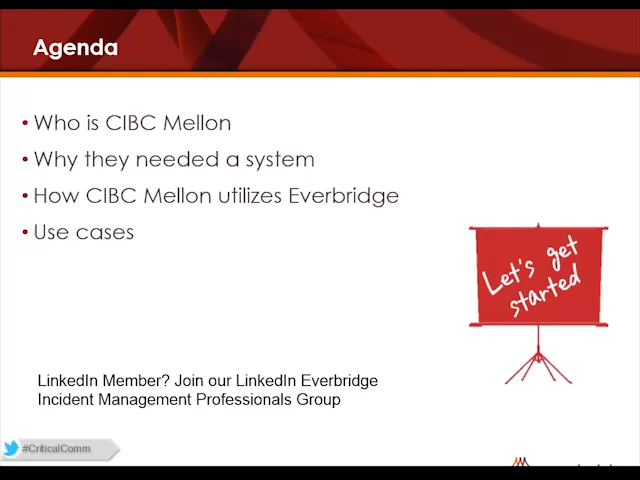 Agenda
• Who is CIBC Mellon
• Why they needed a system
• How CIBC Mellon utilizes Everbridge
• Use cases
Let's get
started
LinkedIn Member? Join our LinkedIn Everbridge
Incident Management Professionals Group
#CriticalComm